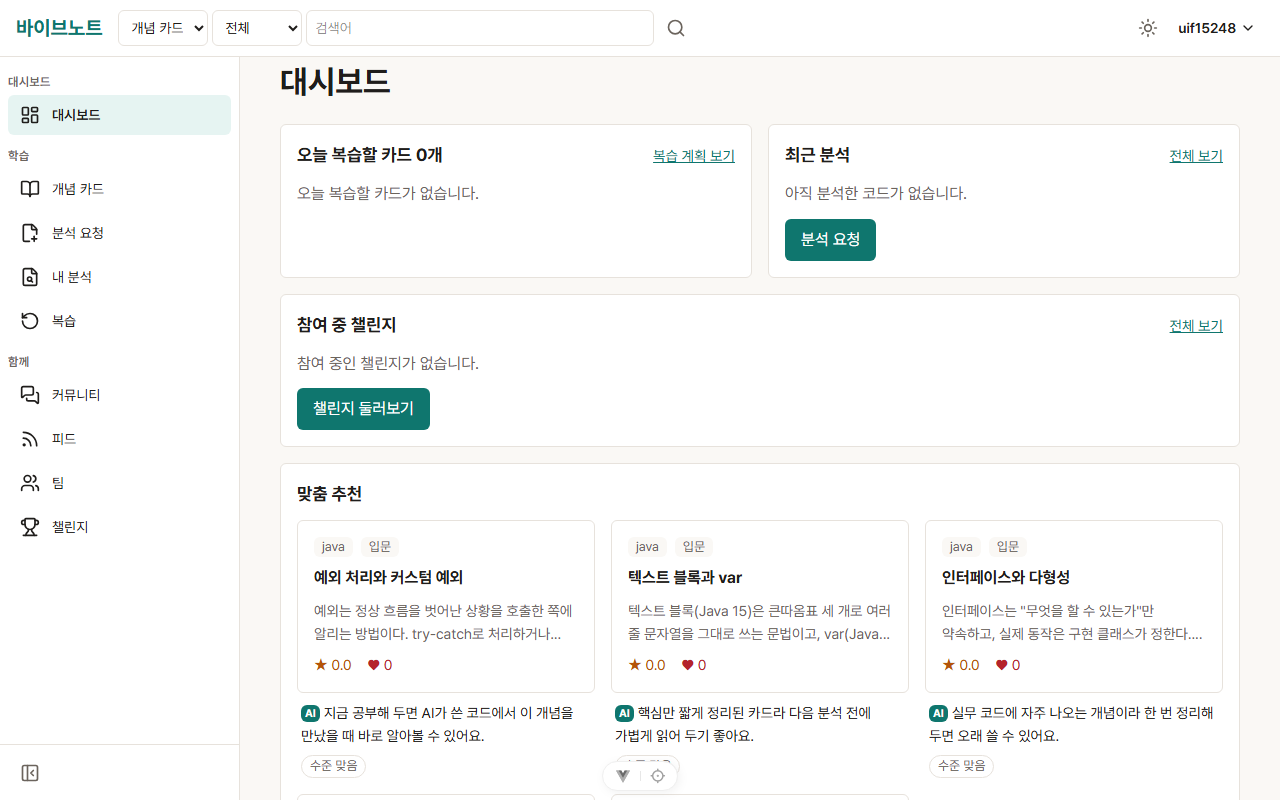 바이브노트
개념 카드
전체
검색어
uif15248
대시보드
대시보드
학습
개념 카드
분석 요청
내 분석
복습
함께
커뮤니티
피드
팀
챌린지
대시보드
오늘 복습할 카드 0개
복습 계획 보기
오늘 복습할 카드가 없습니다.
최근 분석
전체 보기
아직 분석한 코드가 없습니다.
분석 요청
참여 중 챌린지
전체 보기
참여 중인 챌린지가 없습니다.
챌린지 둘러보기
맞춤 추천
java 입문
예외 처리와 커스텀 예외
예외는 정상 흐름을 벗어난 상황을 호출한 쪽에
알리는 방법이다. try-catch로 처리하거나...
★ 0.0 ♥ 0
AI 지금 공부해 두면 AI가 쓴 코드에서 이 개념을
만났을 때 바로 알아볼 수 있어요.
수준 맞음
java 입문
텍스트 블록과 var
텍스트 블록(Java 15)은 큰따옴표 세 개로 여러
줄 문자열을 그대로 쓰는 문법이고, var(Java...
★ 0.0 ♥ 0
AI 핵심만 짧게 정리된 카드라 다음 분석 전에
가볍게 읽어 두기 좋아요.
java 입문
인터페이스와 다형성
인터페이스는 "무엇을 할 수 있는가"만
약속하고, 실제 동작은 구현 클래스가 정한다....
★ 0.0 ♥ 0
AI 실무 코드에 자주 나오는 개념이라 한 번 정리해
두면 오래 쓸 수 있어요.
수준 맞음